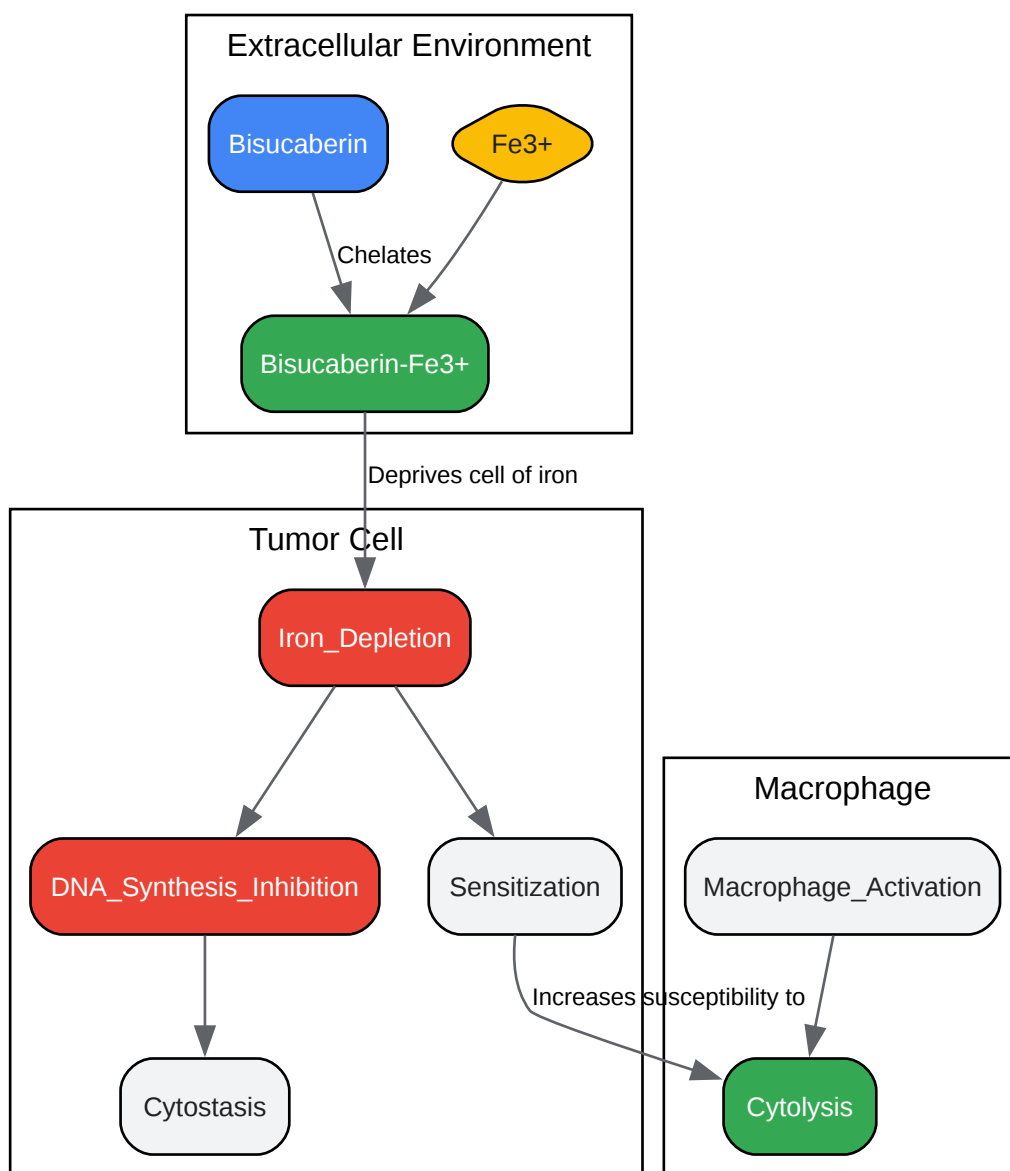 Extracellular Environment
Bisucaberin
Fe3+
Chelates
Bisucaberin-Fe3+
Deprives cell of iron
Tumor Cell
Iron_Depletion
Macrophage
DNA_Synthesis_Inhibition
Sensitization
Macrophage_Activation
Increases susceptibility to
Cytostasis
Cytolysis